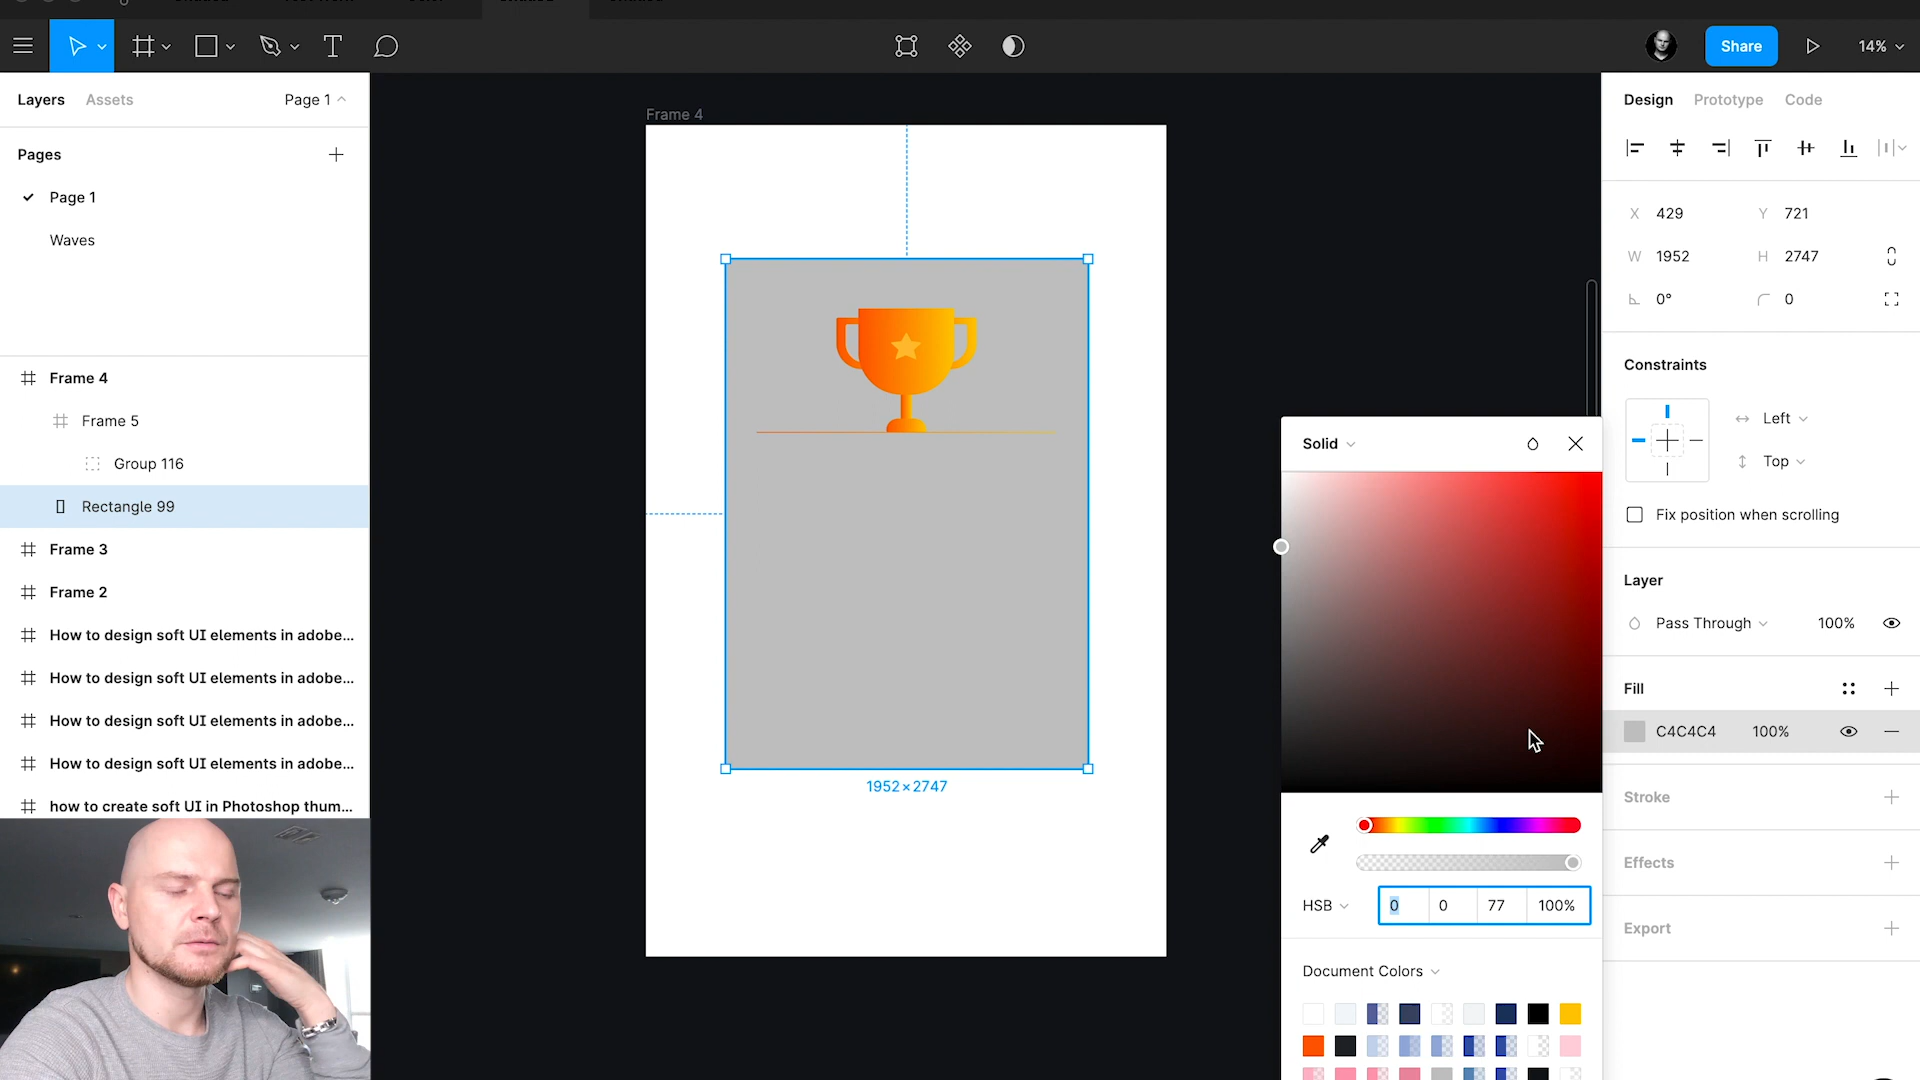 Share
14%
Layers
Assets
Page 1
Design
Prototype
Code
Pages
Page 1
Waves
Frame 4
X 429
Y 721
W 1952
H 2747
0°
0
Constraints
Left
Top
Fix position when scrolling
Frame 4
Frame 5
Group 116
Rectangle 99
Frame 3
Frame 2
How to design soft UI elements in adobe...
How to design soft UI elements in adobe...
How to design soft UI elements in adobe...
How to design soft UI elements in adobe...
how to create soft UI in Photoshop thum...
1952 × 2747
Solid
HSB
0
0
77
100%
Document Colors
Layer
Pass Through
100%
Fill
C4C4C4
100%
Stroke
Effects
Export